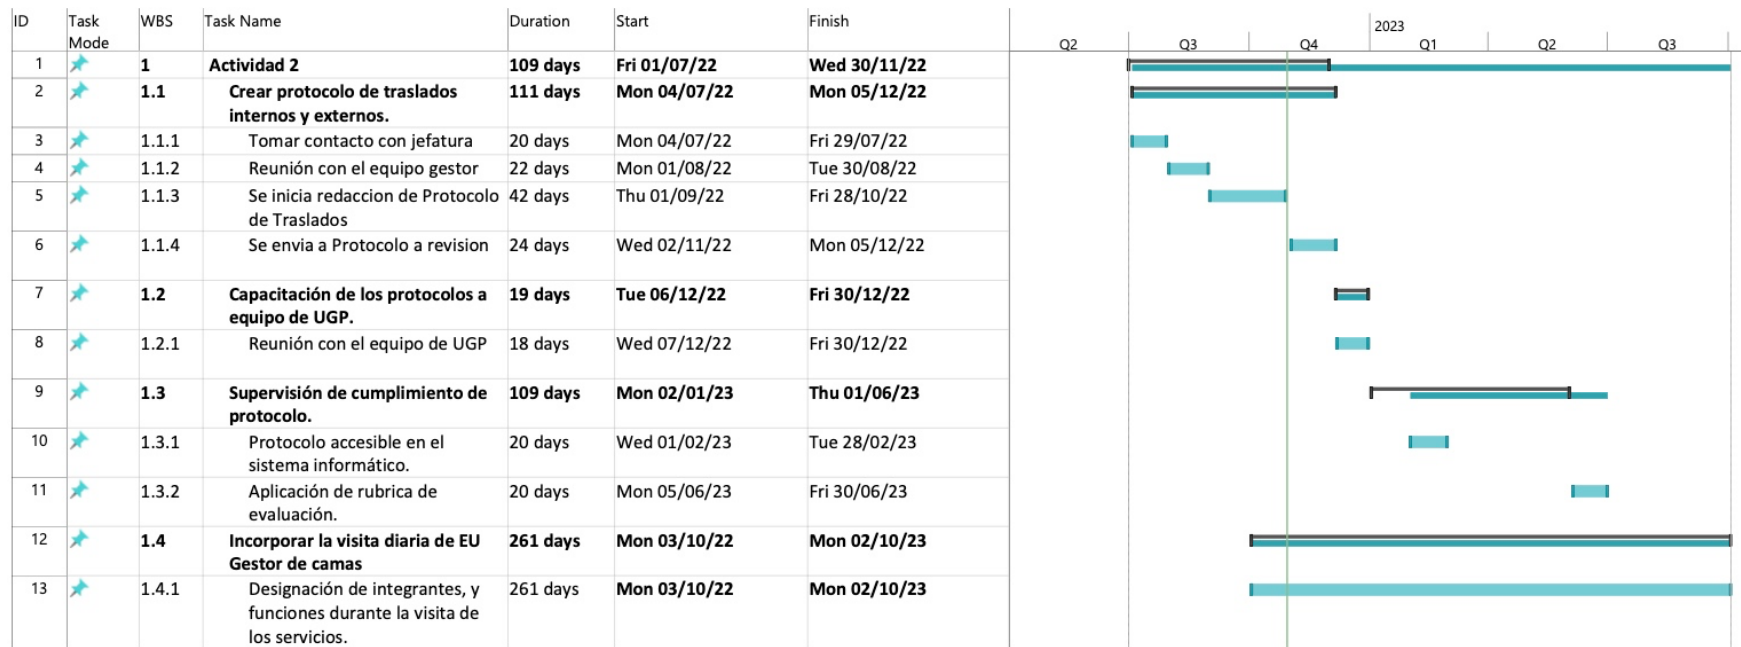 ID Task Mode WBS Task Name Duration Start Finish
2023
Q2 Q3 Q4 Q1 Q2 Q3
1 1 Actividad 2 109 days Fri 01/07/22 Wed 30/11/22
2 1.1 Crear protocolo de traslados 111 days Mon 04/07/22 Mon 05/12/22
internos y externos.
3 1.1.1 Tomar contacto con jefatura 20 days Mon 04/07/22 Fri 29/07/22
4 1.1.2 Reunión con el equipo gestor 22 days Mon 01/08/22 Tue 30/08/22
5 1.1.3 Se inicia redaccion de Protocolo 42 days Thu 01/09/22 Fri 28/10/22
de Traslados
6 1.1.4 Se envia a Protocolo a revision 24 days Wed 02/11/22 Mon 05/12/22
7 1.2 Capacitación de los protocolos a 19 days Tue 06/12/22 Fri 30/12/22
equipo de UGP.
8 1.2.1 Reunión con el equipo de UGP 18 days Wed 07/12/22 Fri 30/12/22
9 1.3 Supervisión de cumplimiento de 109 days Mon 02/01/23 Thu 01/06/23
protocolo.
10 1.3.1 Protocolo accesible en el 20 days Wed 01/02/23 Tue 28/02/23
sistema informático.
11 1.3.2 Aplicación de rubrica de 20 days Mon 05/06/23 Fri 30/06/23
evaluación.
12 1.4 Incorporar la visita diaria de EU 261 days Mon 03/10/22 Mon 02/10/23
Gestor de camas
13 1.4.1 Designación de integrantes, y 261 days Mon 03/10/22 Mon 02/10/23
funciones durante la visita de
los servicios.